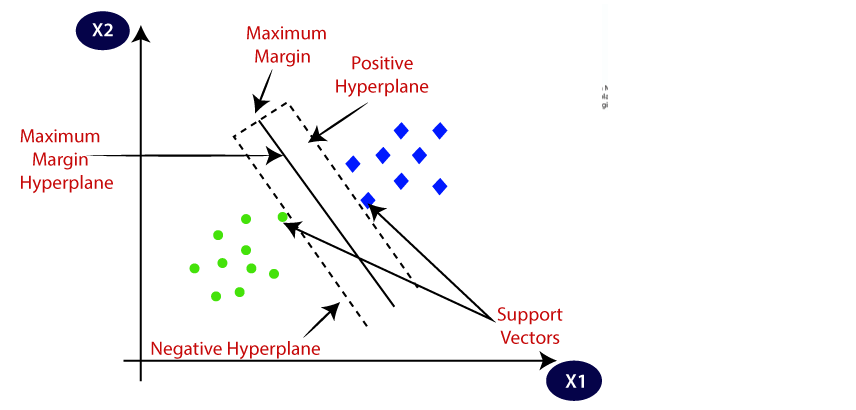 X2
Maximum
Margin
Positive
Hyperplane
Maximum
Margin
Hyperplane
Support
Vectors
Negative Hyperplane
X1